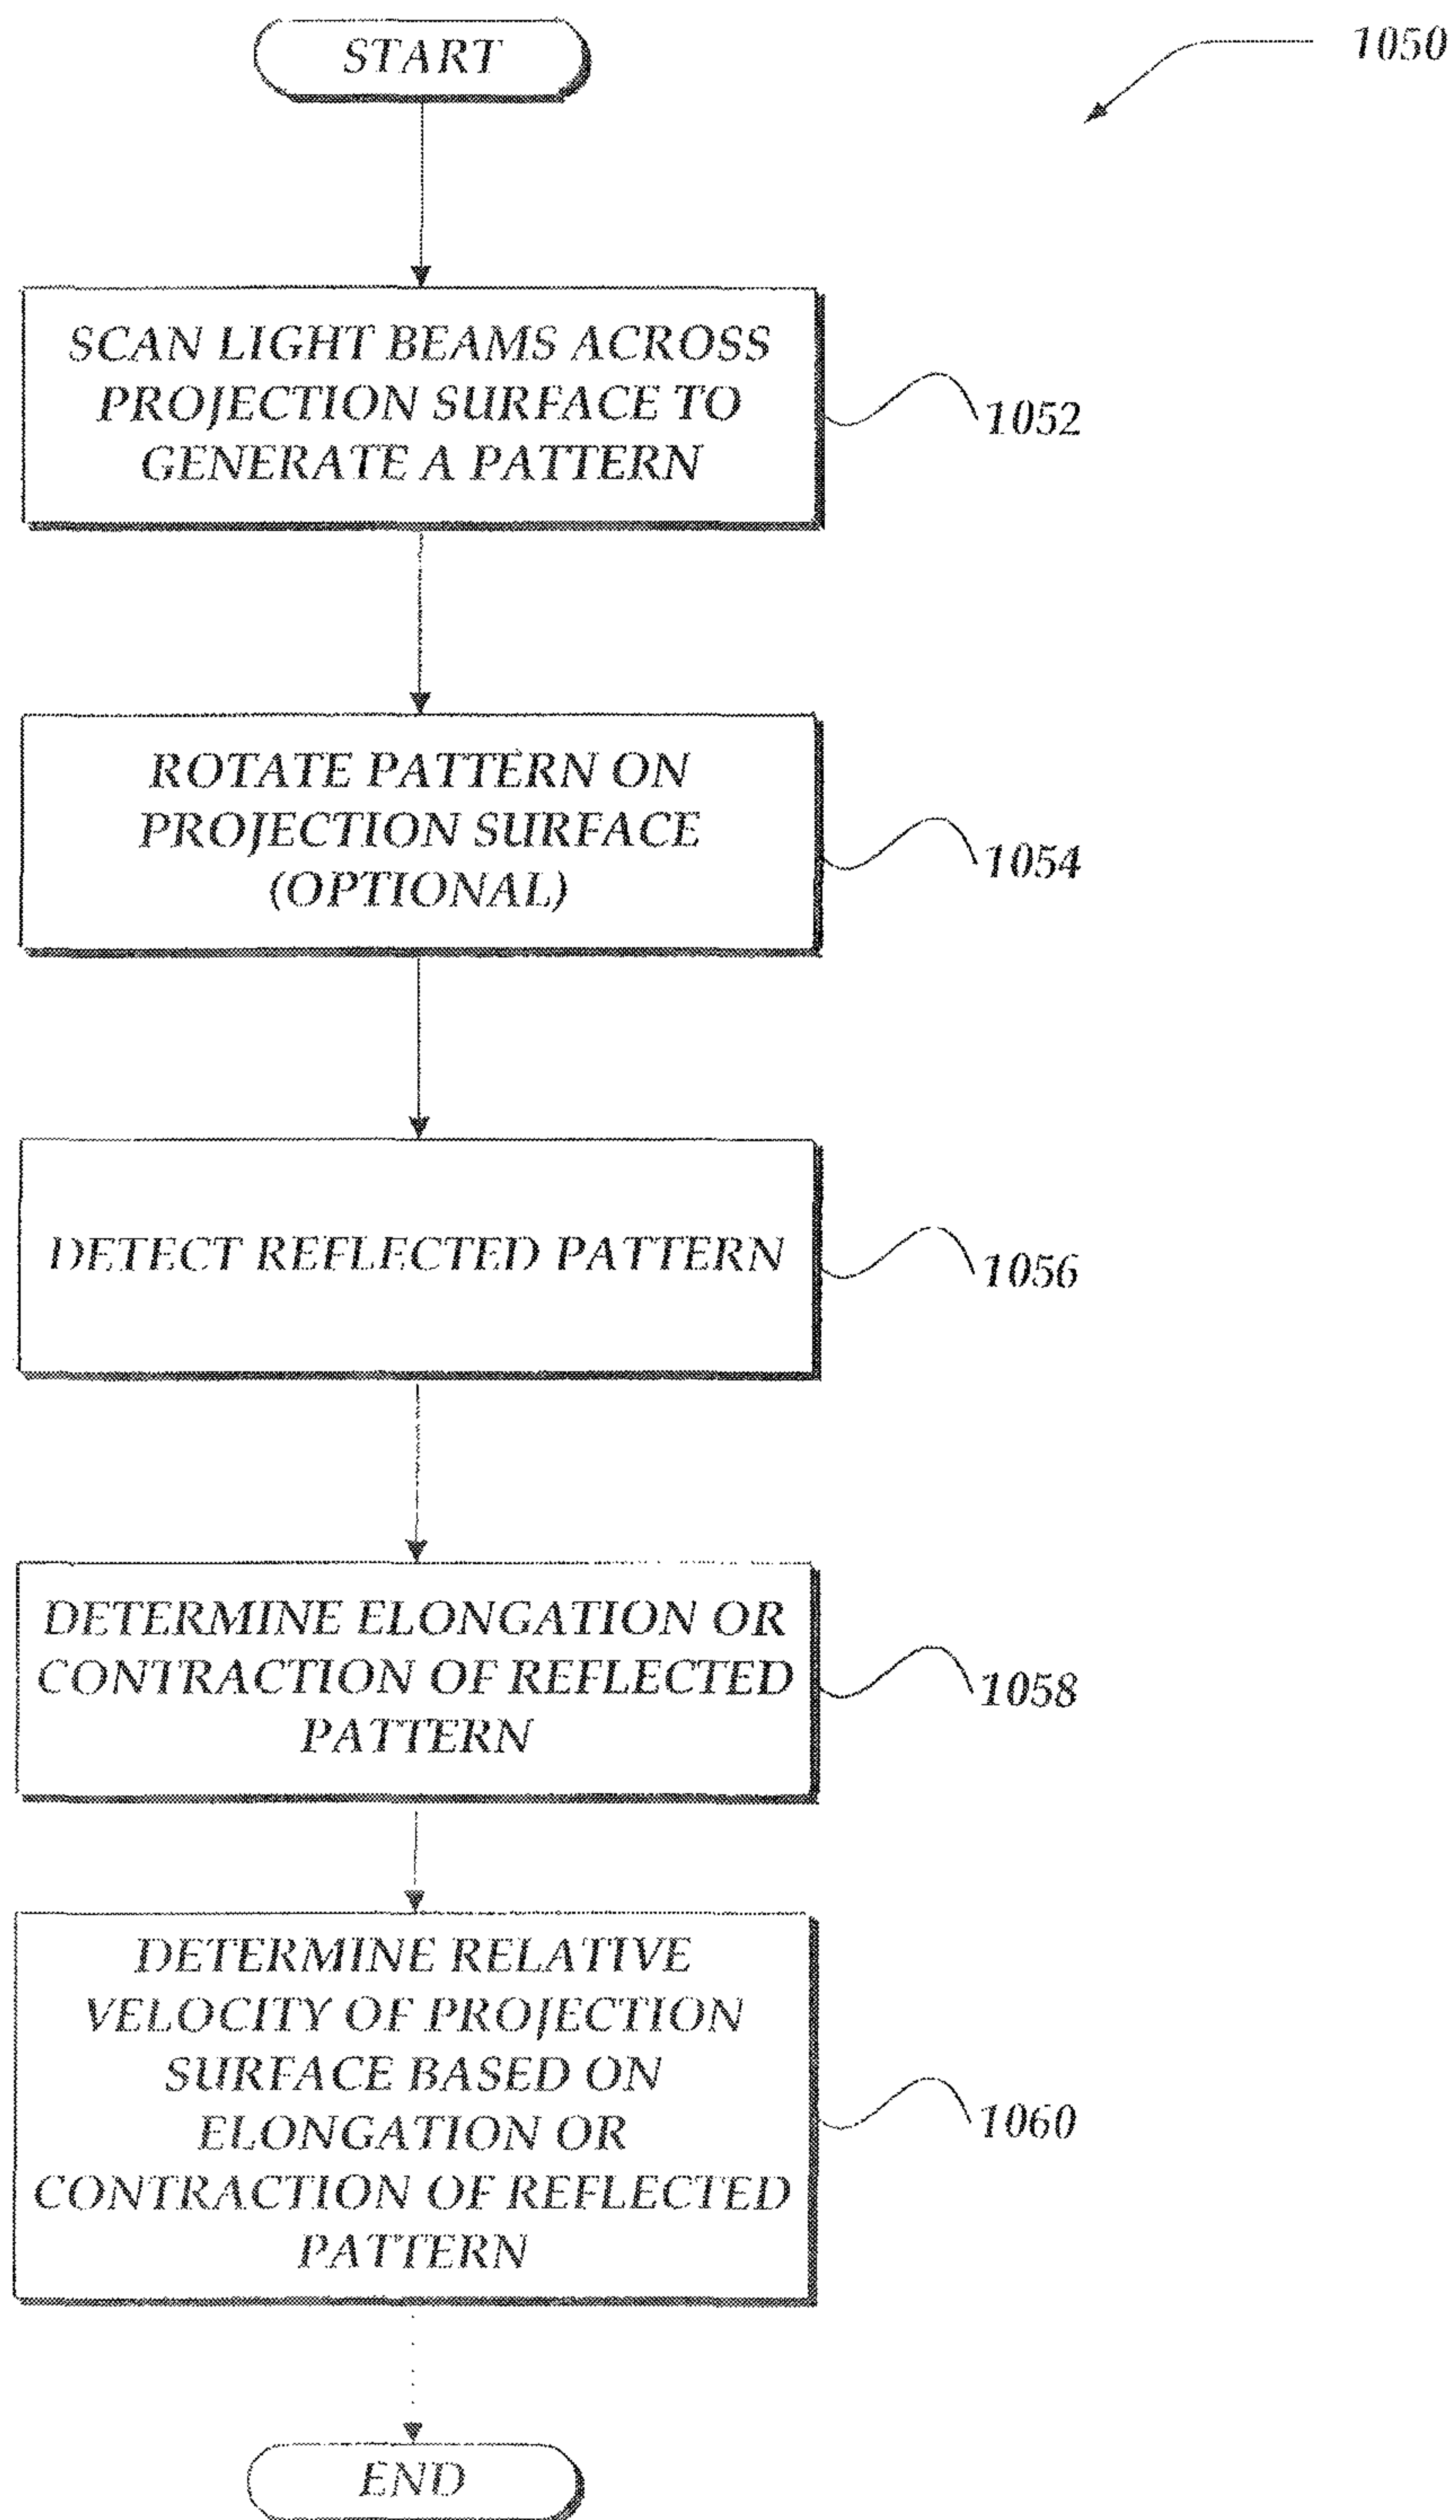 START
1050
SCAN LIGHT BEAMS ACROSS
PROJECTION SURFACE TO
GENERATE A PATTERN
1052
ROTATE PATTERN ON
PROJECTION SURFACE
(OPTIONAL)
1054
DETECT REFLECTED PATTERN
1056
DETERMINE ELONGATION OR
CONTRACTION OF REFLECTED
PATTERN
1058
DETERMINE RELATIVE
VELOCITY OF PROJECTION
SURFACE BASED ON
ELONGATION OR
CONTRACTION OF REFLECTED
PATTERN
1060
END